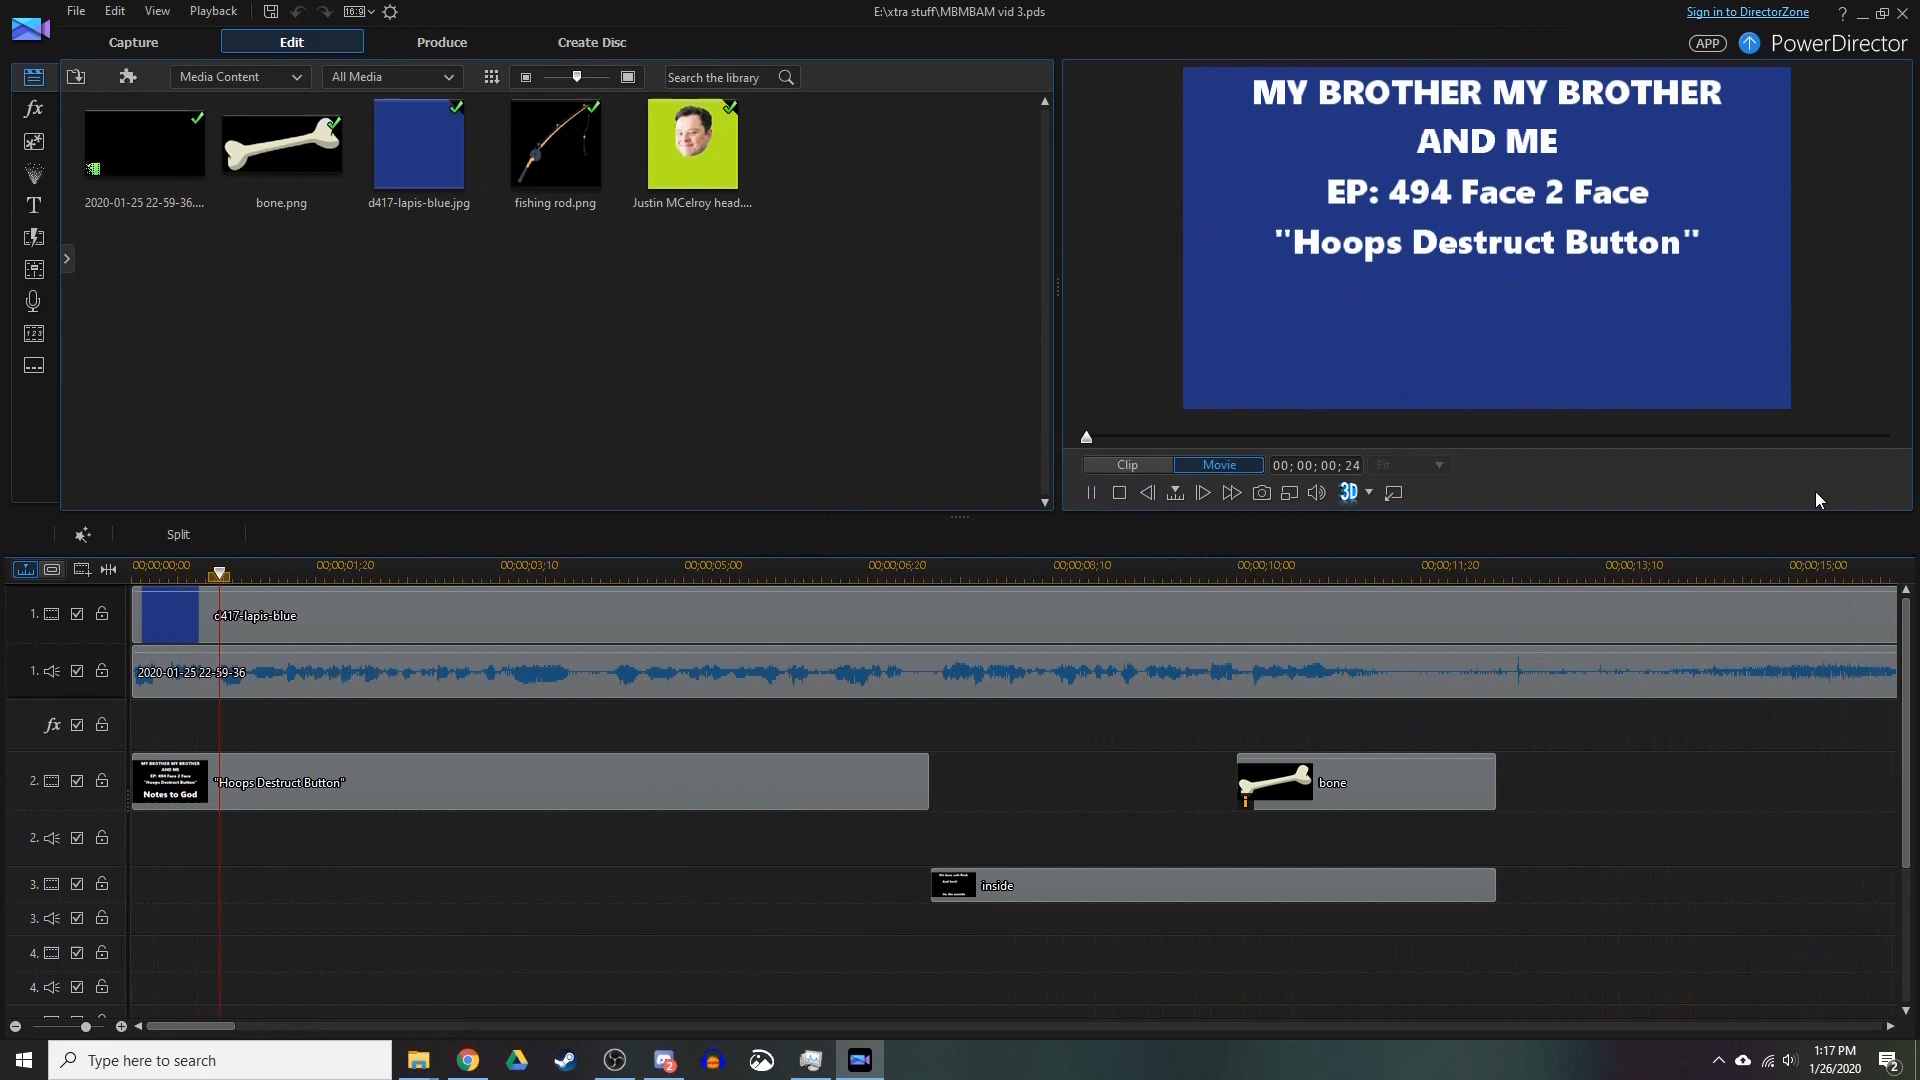 File Edit View Playback 16:9 E:\xtra stuff\MBMBAM vid 3.pds Sign in to DirectorZone ?
Capture Edit Produce Create Disc APP PowerDirector
Media Content All Media Search the library
2020-01-25 22-59-36.... bone.png d417-lapis-blue.jpg fishing rod.png Justin MCelroy head....
fx
T
MY BROTHER MY BROTHER
AND ME
EP: 494 Face 2 Face
"Hoops Destruct Button"
Clip Movie 00; 00; 00; 24 Fit
3D
Split
00;00;00;00 00;00;01;20 00;00;03;10 00;00;05;00 00;00;06;20 00;00;08;10 00;00;10;00 00;00;11;20 00;00;13;10 00;00;15;00
1. d417-lapis-blue
1. 2020-01-25 22-59-36
fx
MY BROTHER MY BROTHER
AND ME
EP: 494 Face 2 Face
"Hoops Destruct Button"
Notes to God
2. "Hoops Destruct Button" bone
2.
3. inside
3.
4.
4.
Type here to search
2
1:17 PM
1/26/2020
2